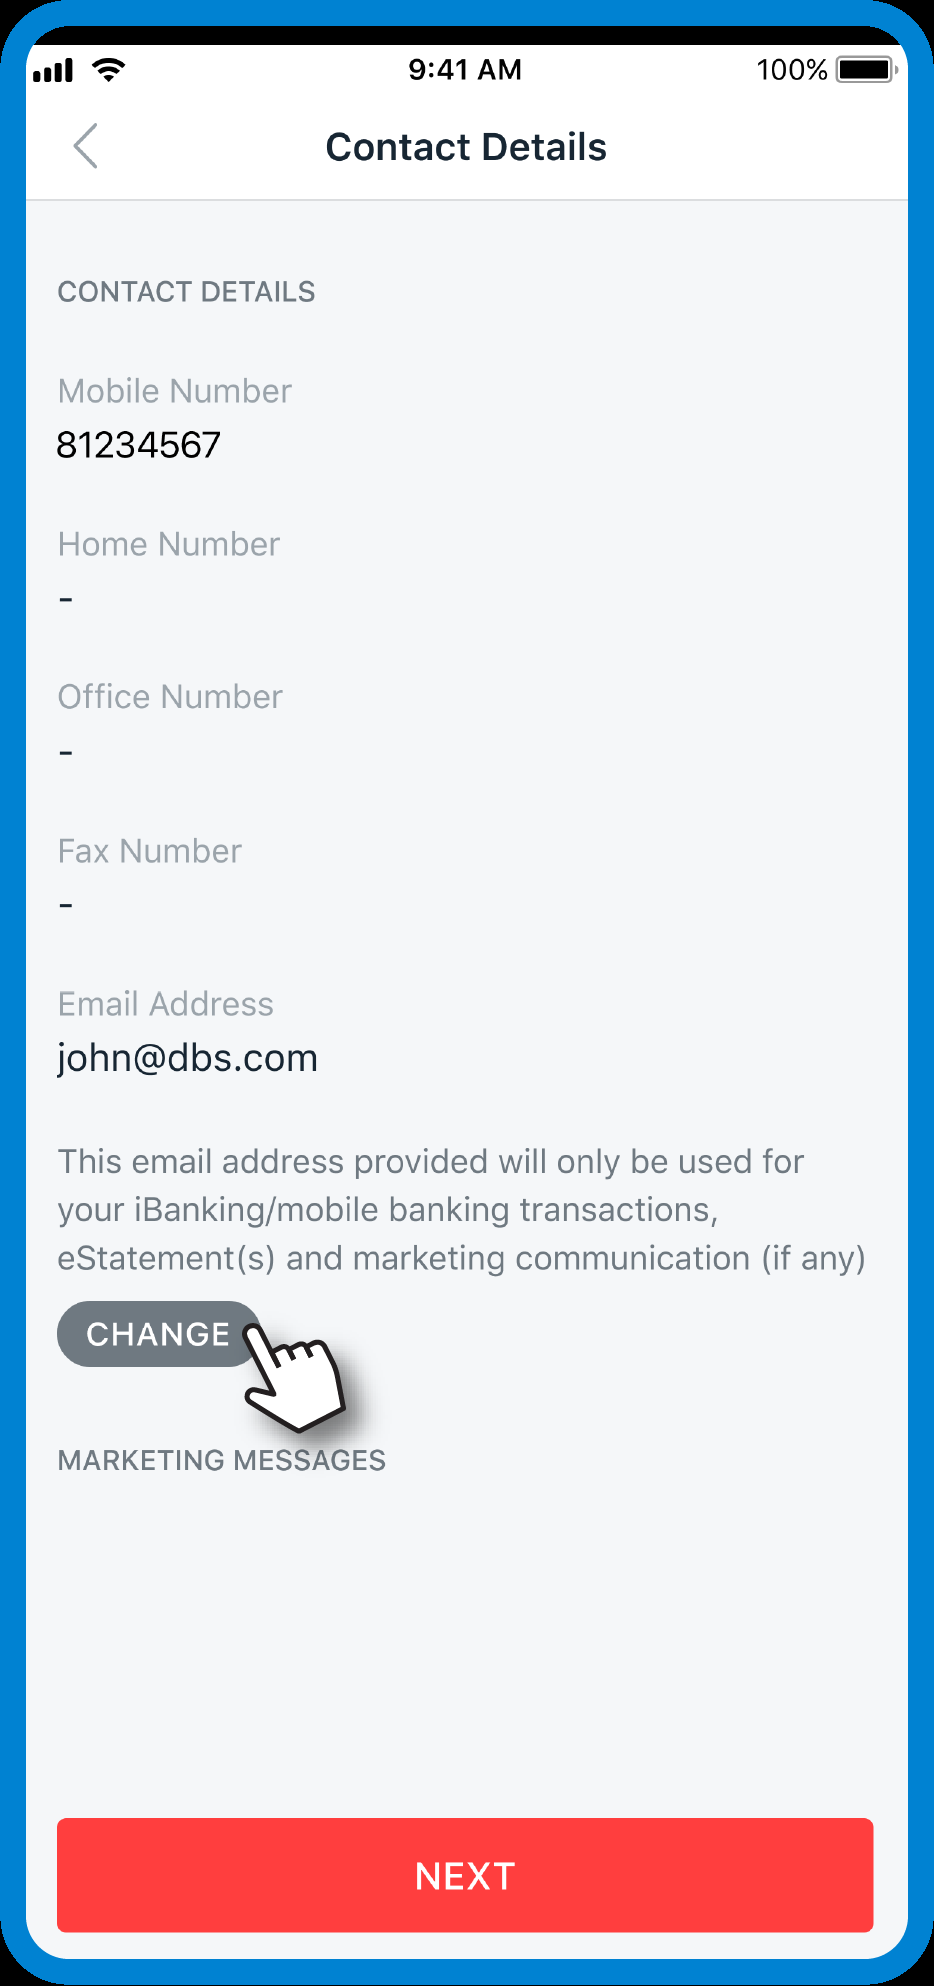 9:41 AM 100%
Contact Details
CONTACT DETAILS
Mobile Number
81234567
Home Number
-
Office Number
-
Fax Number
-
Email Address
john@dbs.com
This email address provided will only be used for
your iBanking/mobile banking transactions,
eStatement(s) and marketing communication (if any)
CHANGE
MARKETING MESSAGES
NEXT